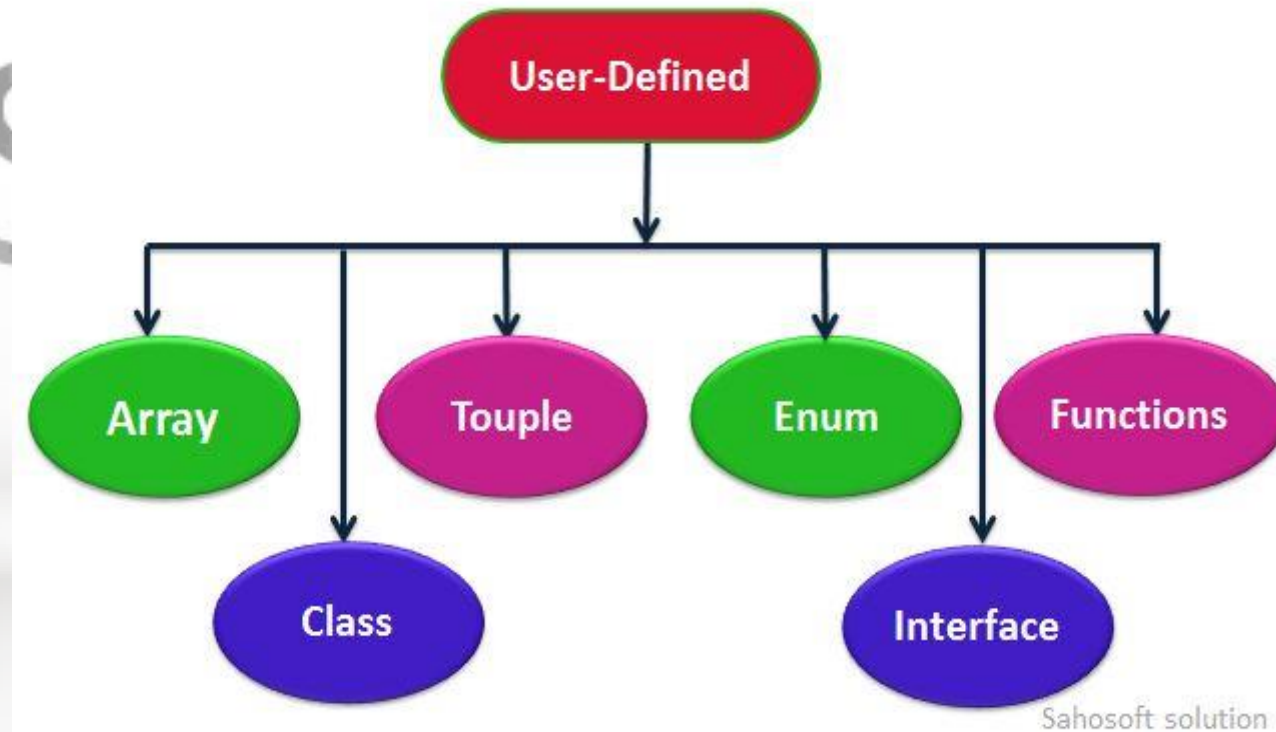 User-Defined
Array
Touple
Enum
Functions
Class
Interface
Sahosoft solution